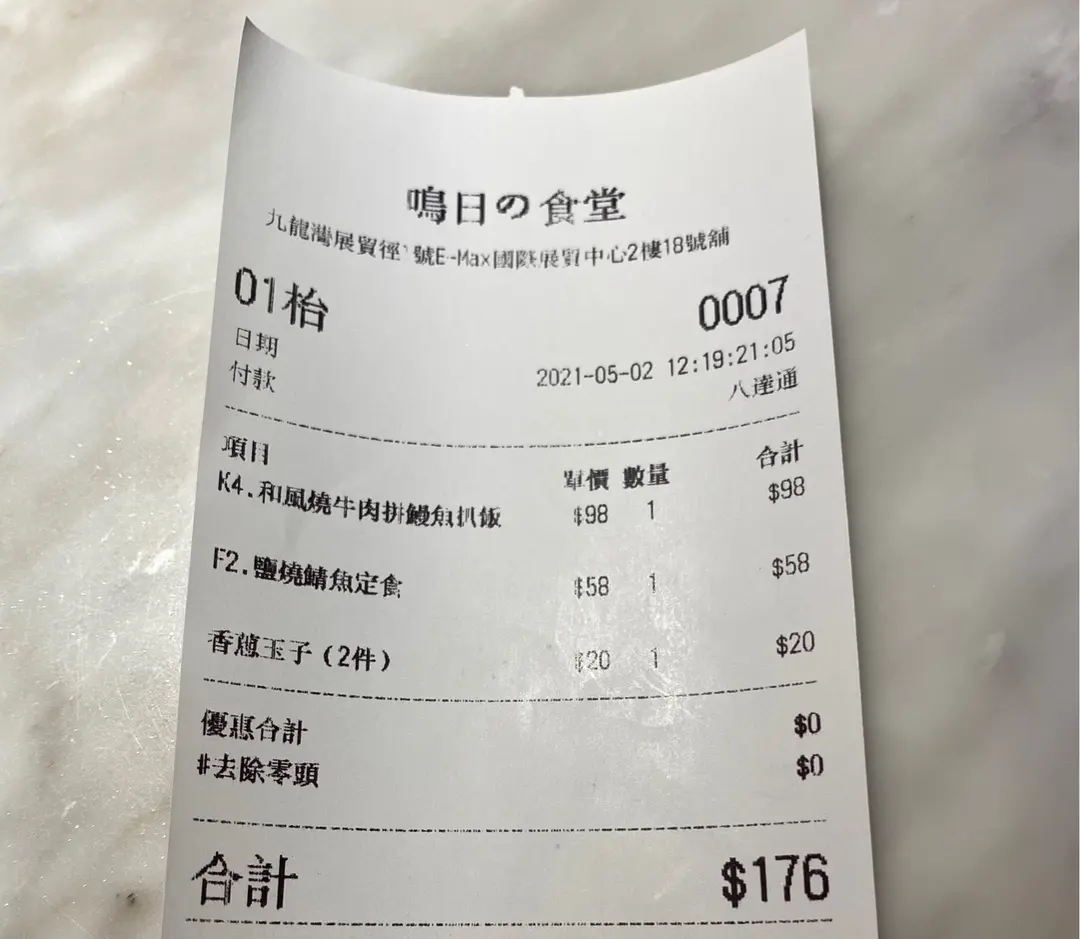 鳴日の食堂
九龍灣展貿徑1號E-Max國際展貿中心2樓18號舖
01枱 0007
日期 2021-05-02 12:19:21:05
付款 八達通
項目 單價 數量 合計
K4.和風燒牛肉拼鰻魚扒飯 $98 1 $98
F2.鹽燒鯖魚定食 $58 1 $58
香蔥玉子(2件) $20 1 $20
優惠合計 $0
#去除零頭 $0
合計 $176